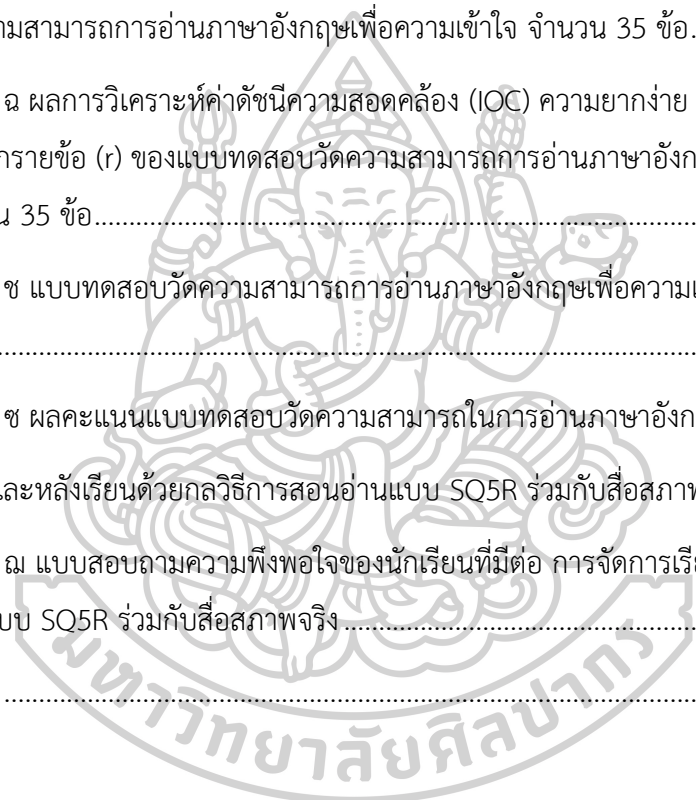 ามสามารถการอ่านภาษาอังกฤษเพื่อความเข้าใจ จำนวน 35 ข้อ.
ฉ ผลการวิเคราะห์ค่าดัชนีความสอดคล้อง (IOC) ความยากง่าย
กรายข้อ (r) ของแบบทดสอบวัดความสามารถการอ่านภาษาอังก
น 35 ข้อ................................................................................
ช แบบทดสอบวัดความสามารถการอ่านภาษาอังกฤษเพื่อความเ
................................................................................
ซ ผลคะแนนแบบทดสอบวัดความสามารถในการอ่านภาษาอังก
และหลังเรียนด้วยกลวิธีการสอนอ่านแบบ SQ5R ร่วมกับสื่อสภาพ
ฌ แบบสอบถามความพึงพอใจของนักเรียนที่มีต่อ การจัดการเรีย
บบ SQ5R ร่วมกับสื่อสภาพจริง................................................
................................................................................
มหาวิทยาลัยศิลปากร